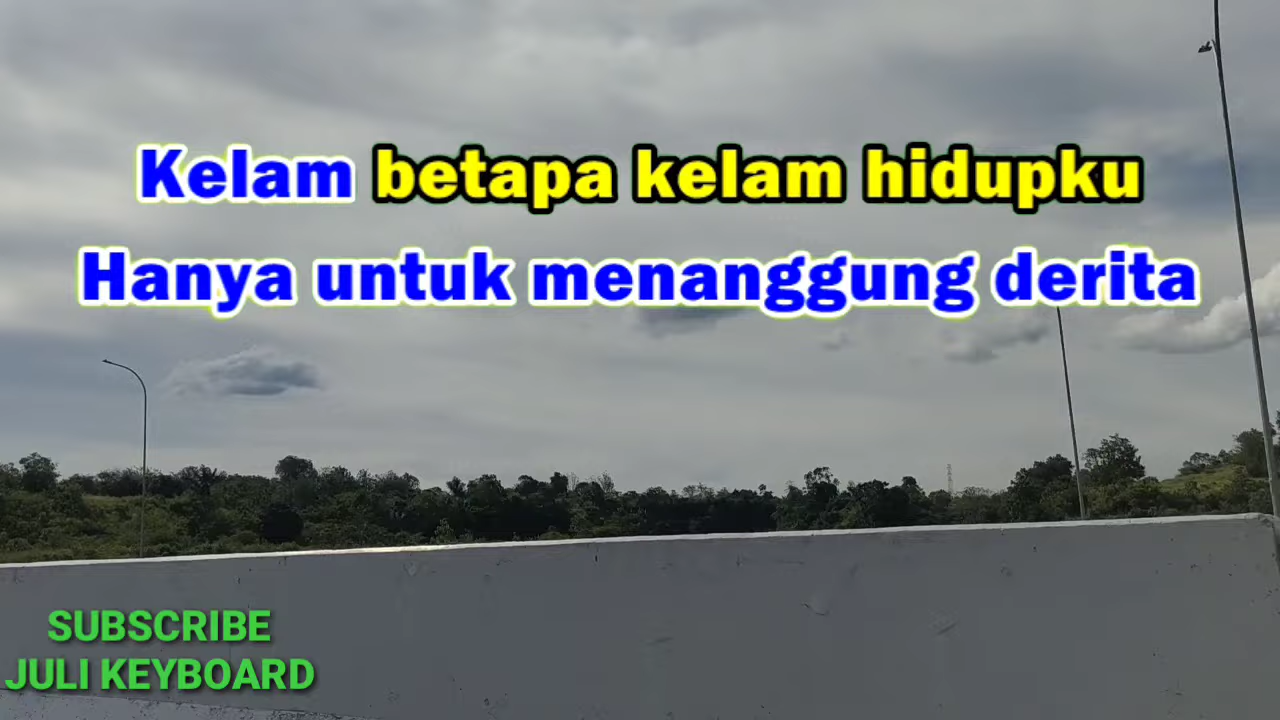 Kelam betapa kelam hidupku
Hanya untuk menanggung derita
SUBSCRIBE
JULI KEYBOARD